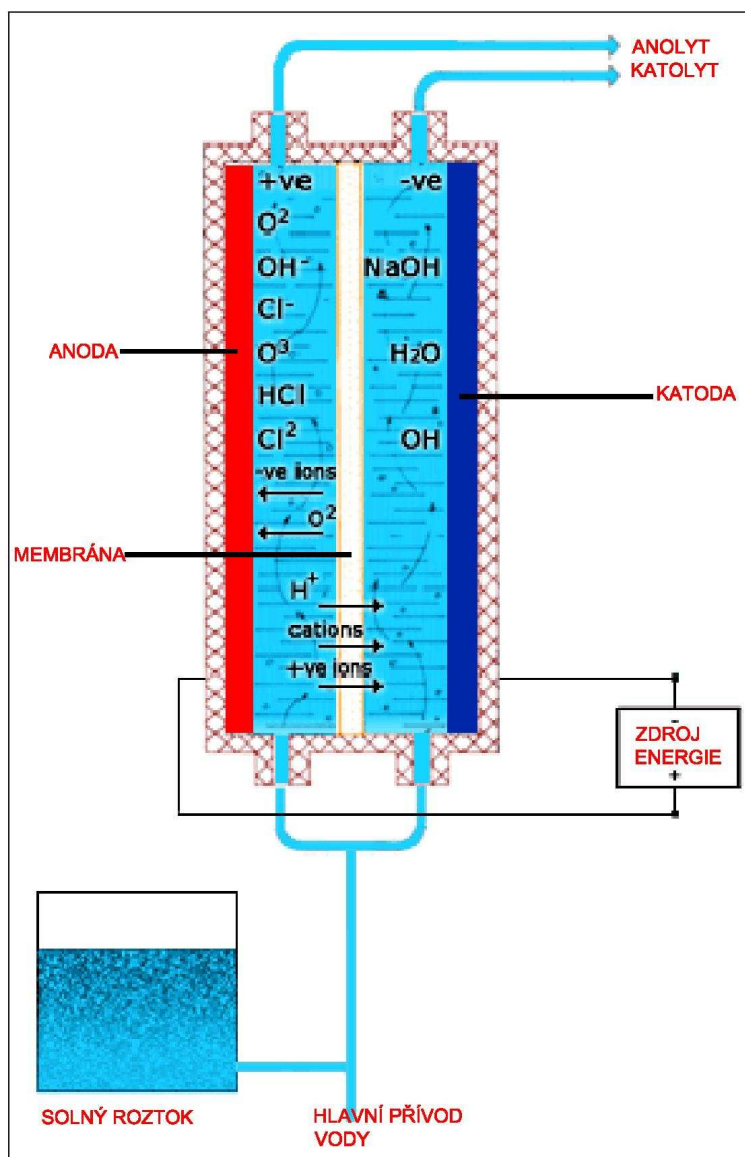 ANOLYT
KATOLYT
+ve -ve
O²
OH⁻ NaOH
Cl⁻
ANODA O³ H₂O
HCl KATODA
Cl² OH
-ve ions
O²
MEMBRÁNA
H⁺
cations
+ve ions
-
ZDROJ
ENERGIE
+
SOLNÝ ROZTOK
HLAVNÍ PŘÍVOD
VODY